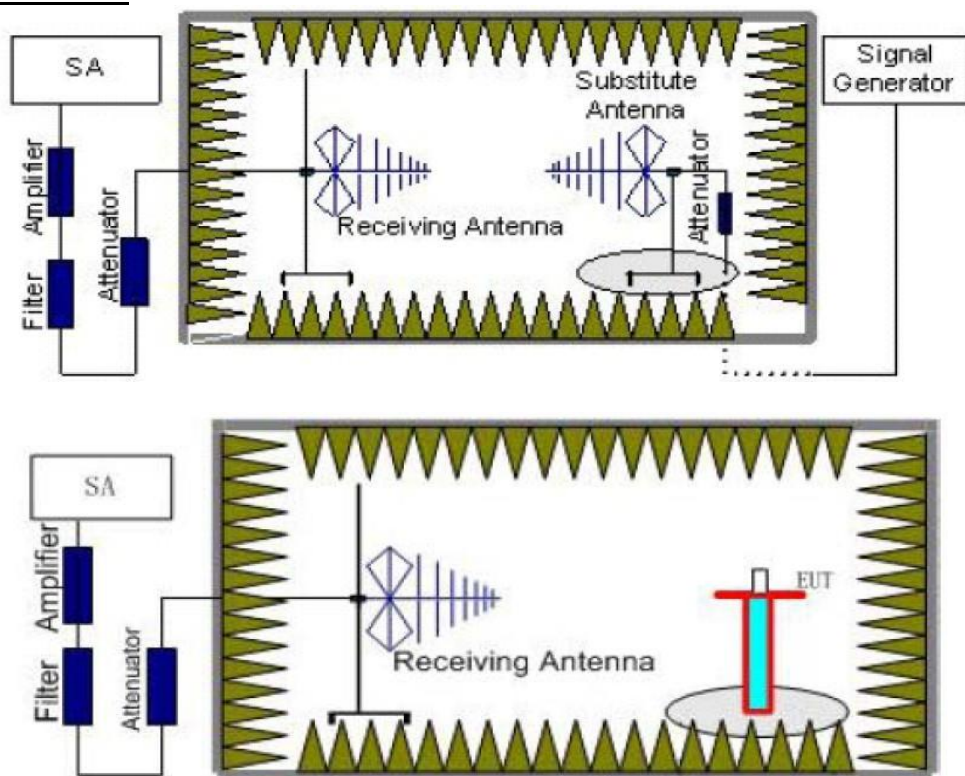 SA
Signal
Generator
Substitute
Antenna
Amplifier
Attenuator
Receiving Antenna
Attenuator
Filter
SA
Amplifier
EUT
Receiving Antenna
Filter
Attenuator